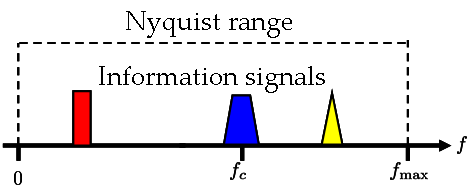 Nyquist range
Information signals
f
0
f_c
f_max